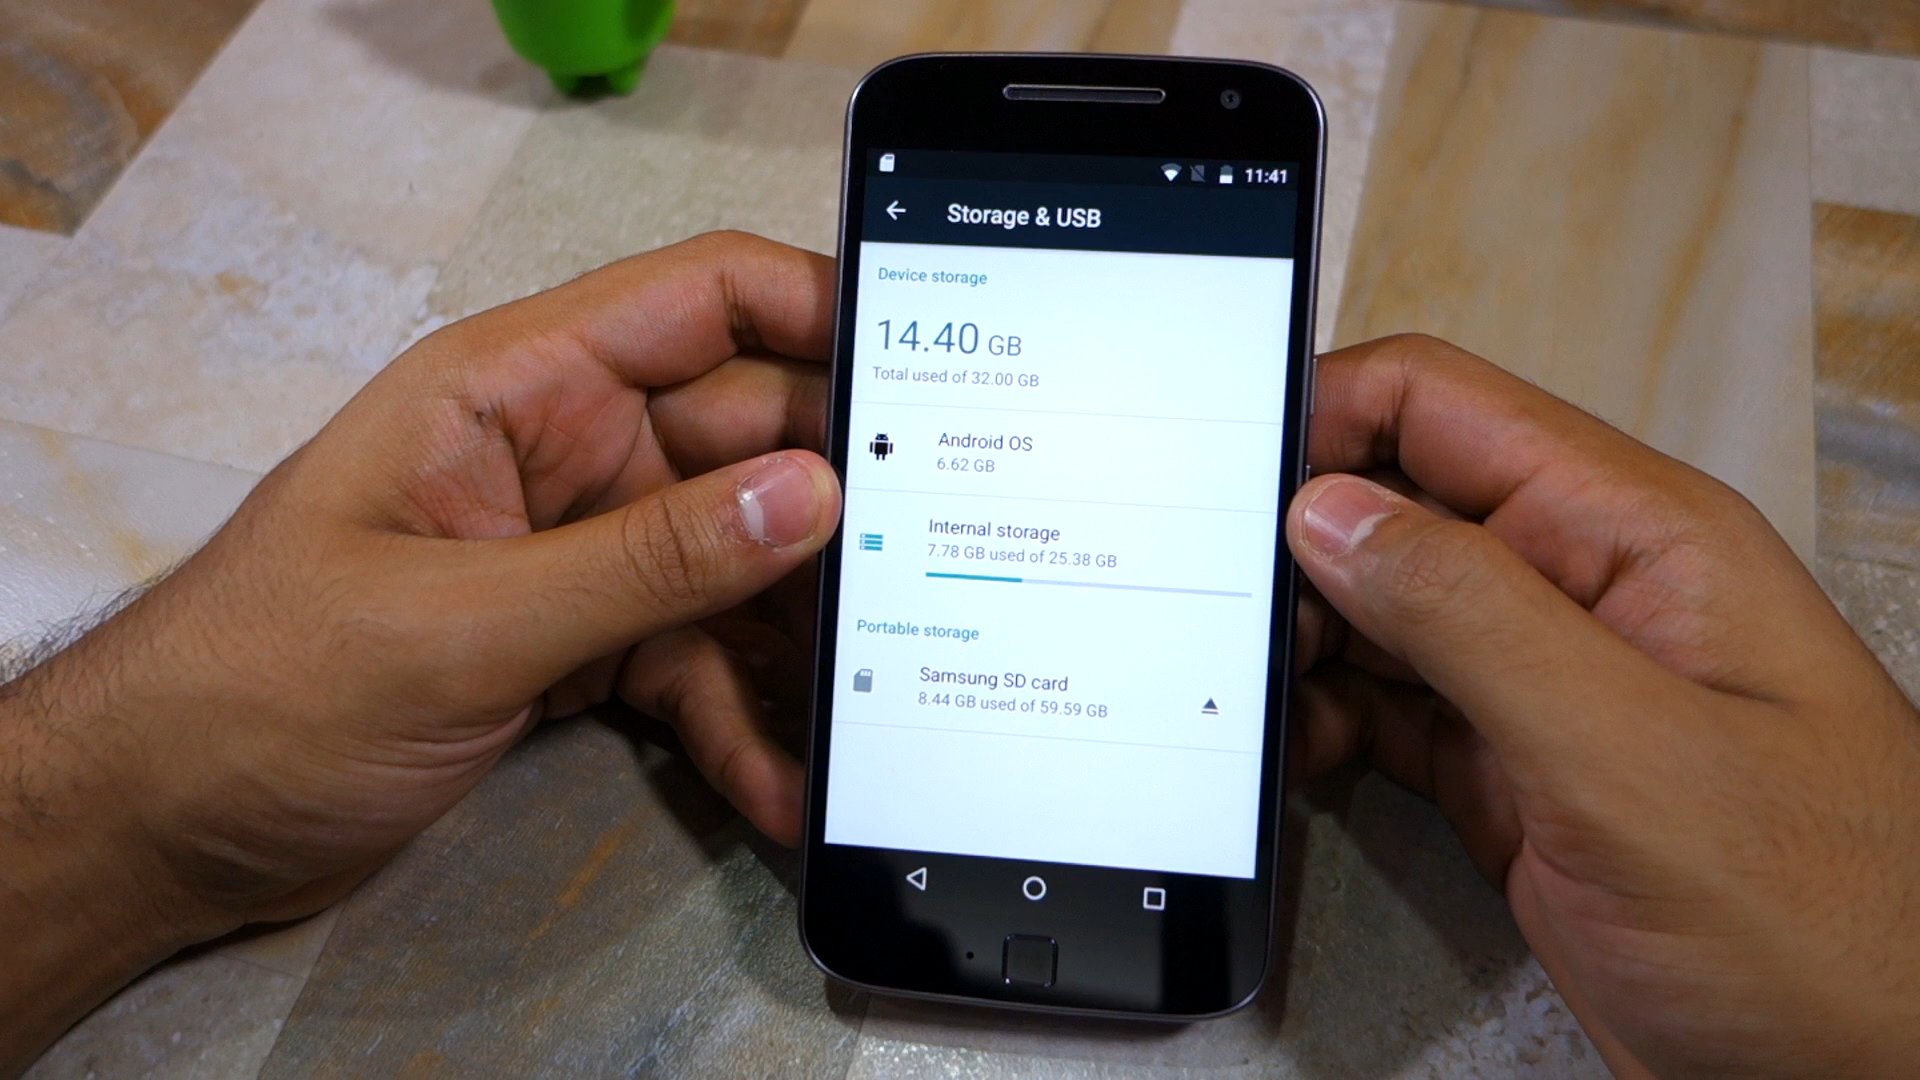 11:41
Storage & USB
Device storage
14.40 GB
Total used of 32.00 GB
Android OS
6.62 GB
Internal storage
7.78 GB used of 25.38 GB
Portable storage
Samsung SD card
8.44 GB used of 59.59 GB